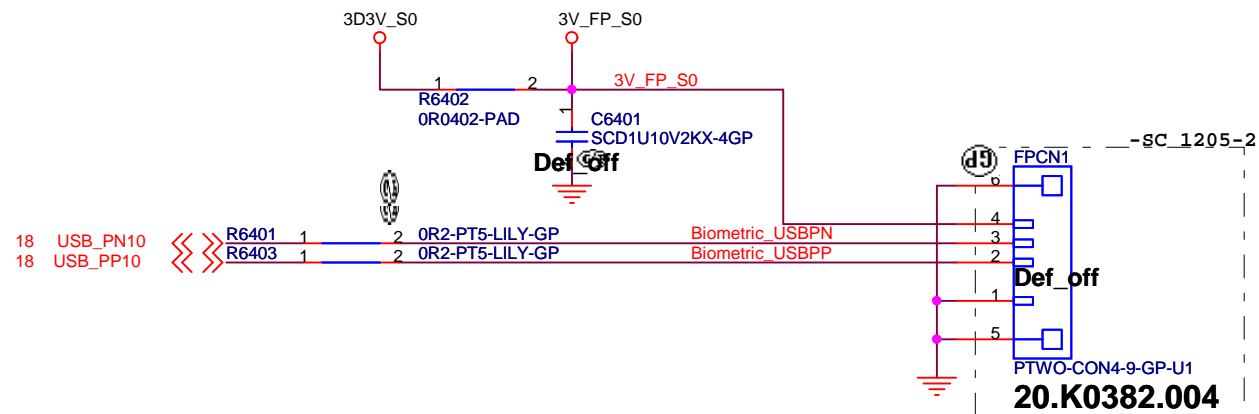 3D3V_S0 3V_FP_S0
1 2 3V_FP_S0
R6402
0R0402-PAD
1 C6401
SCD1U10V2KX-4GP
Def_off
-SC_1205-2
GP FPCN1
6
4
18 USB_PN10 R6401 1 2 0R2-PT5-LILY-GP Biometric_USBPN 3
18 USB_PP10 R6403 1 2 0R2-PT5-LILY-GP Biometric_USBPP 2
Def_off
1
5
PTWO-CON4-9-GP-U1
20.K0382.004